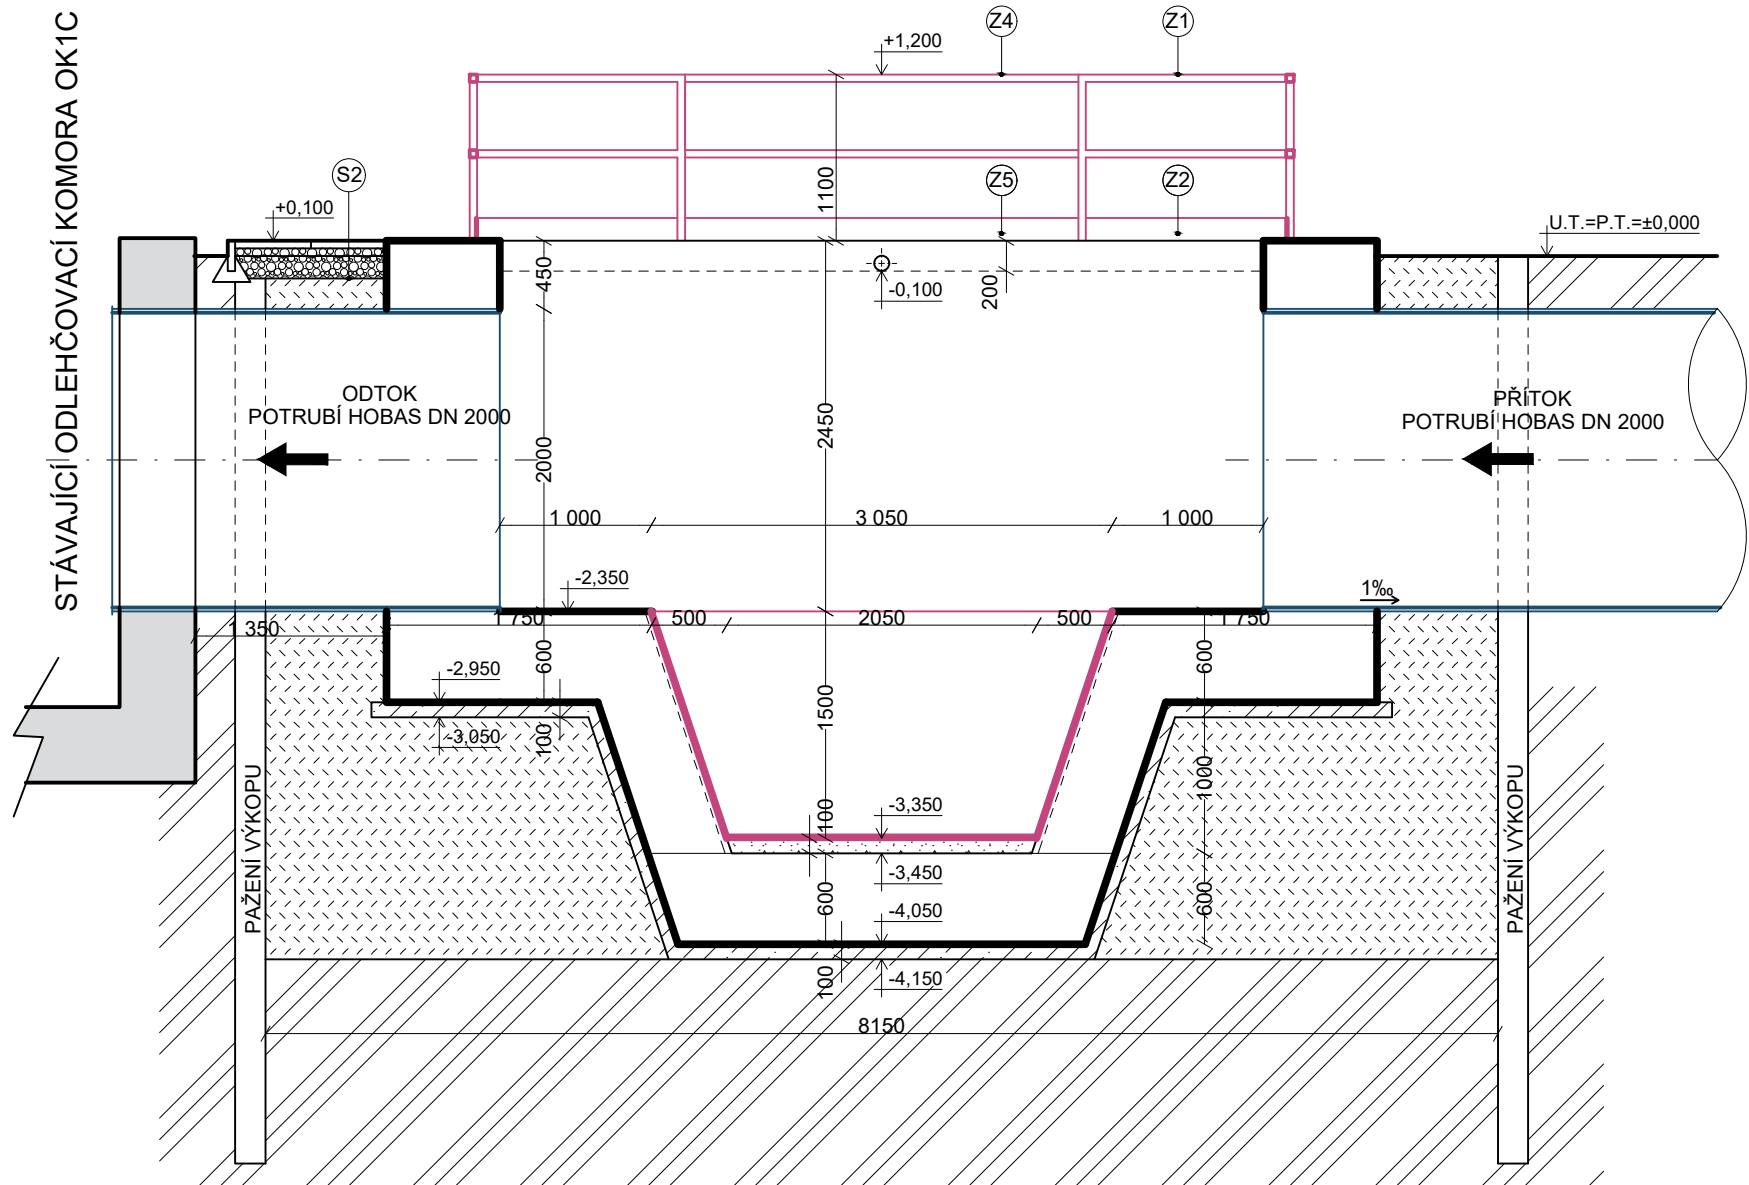 STÁVAJÍCÍ ODLEHČOVACÍ KOMORA OK1C
Z4
Z1
+1,200
1100
S2
Z5
Z2
+0,100
U.T.=P.T.=±0,000
450
-0,100
200
ODTOK
POTRUBÍ HOBAS DN 2000
2000
2450
PŘÍTOK
POTRUBÍ HOBAS DN 2000
1 000
3 050
1 000
-2,350
1‰
1 350
1 750
500
2050
500
1 750
600
600
-2,950
1500
-3,050
100
1000
PAŽENÍ VÝKOPU
100
-3,350
PAŽENÍ VÝKOPU
-3,450
600
-4,050
600
100
-4,150
8150